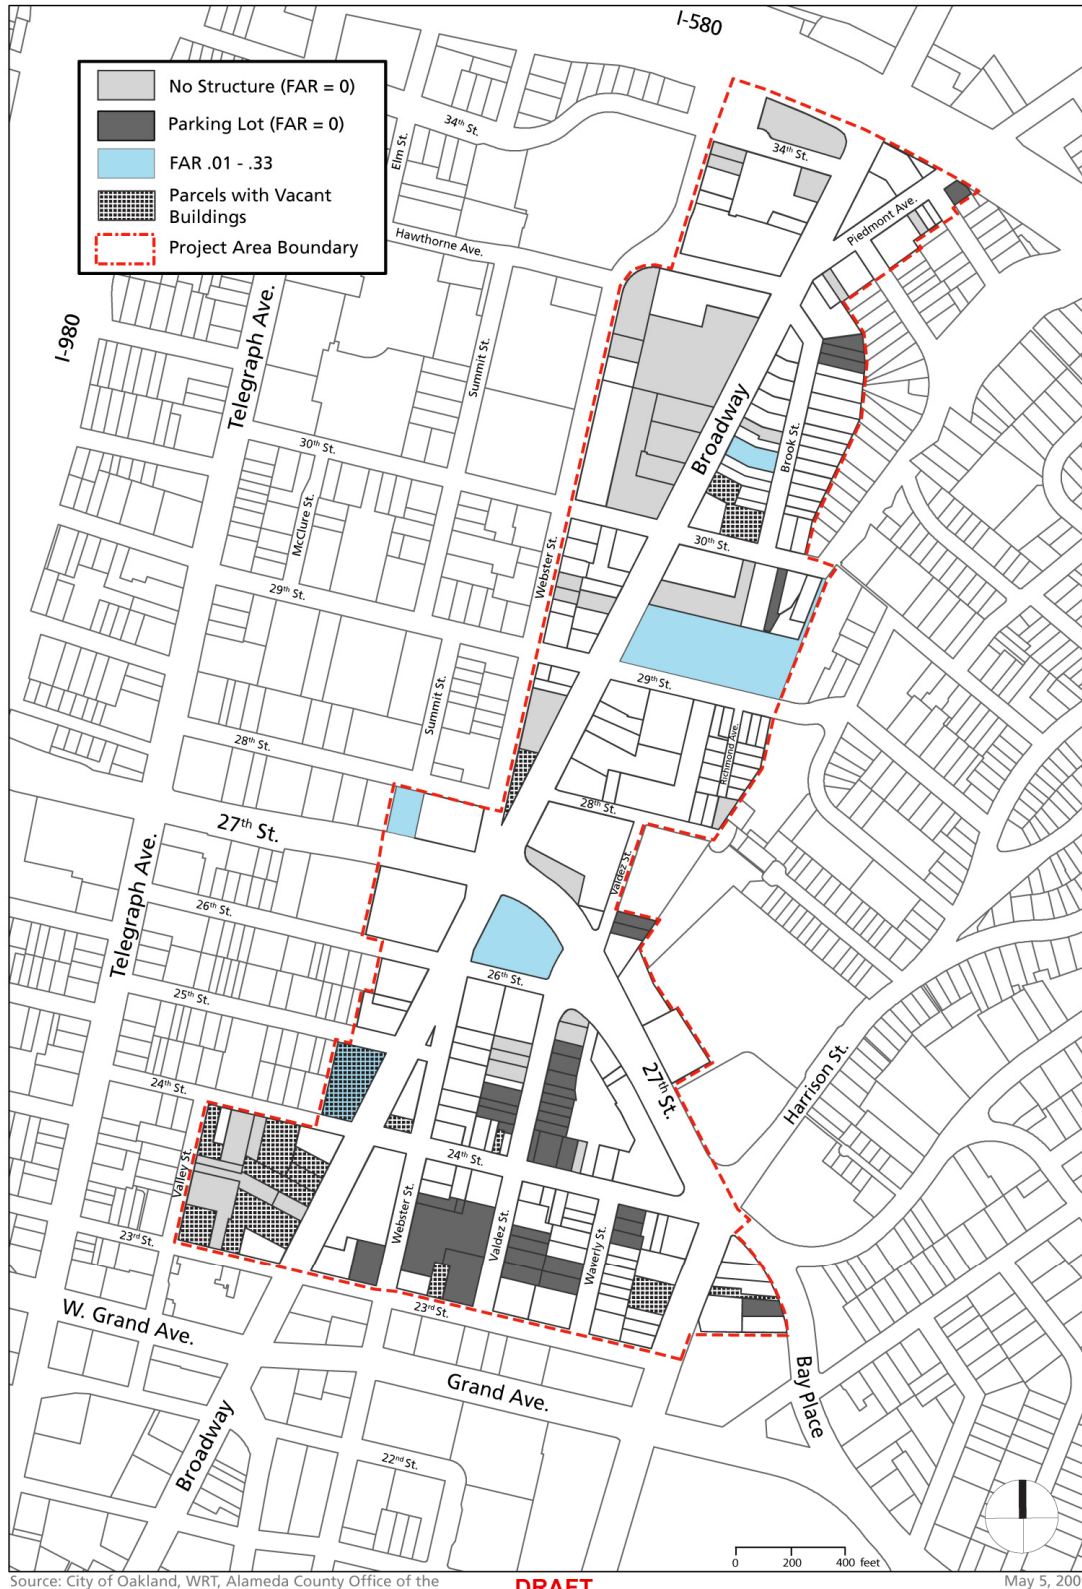 I-580
No Structure (FAR = 0)
Parking Lot (FAR = 0)
FAR .01 - .33
Parcels with Vacant
Buildings
Project Area Boundary
34th St.
Elm St.
34th St.
Piedmont Ave.
Hawthorne Ave.
I-980
Telegraph Ave.
Summit St.
Broadway
Brook St.
30th St.
McClure St.
30th St.
Webster St.
29th St.
29th St.
Summit St.
Richmond Ave.
28th St.
28th St.
27th St.
Valdez St.
Telegraph Ave.
26th St.
26th St.
25th St.
27th St.
Harrison St.
24th St.
24th St.
Valley St.
Webster St.
Valdez St.
Waverly St.
23rd St.
23rd St.
W. Grand Ave.
Grand Ave.
Bay Place
Broadway
22nd St.
0 200 400 feet
Source: City of Oakland, WRT, Alameda County Office of the
DRAFT
May 5, 200